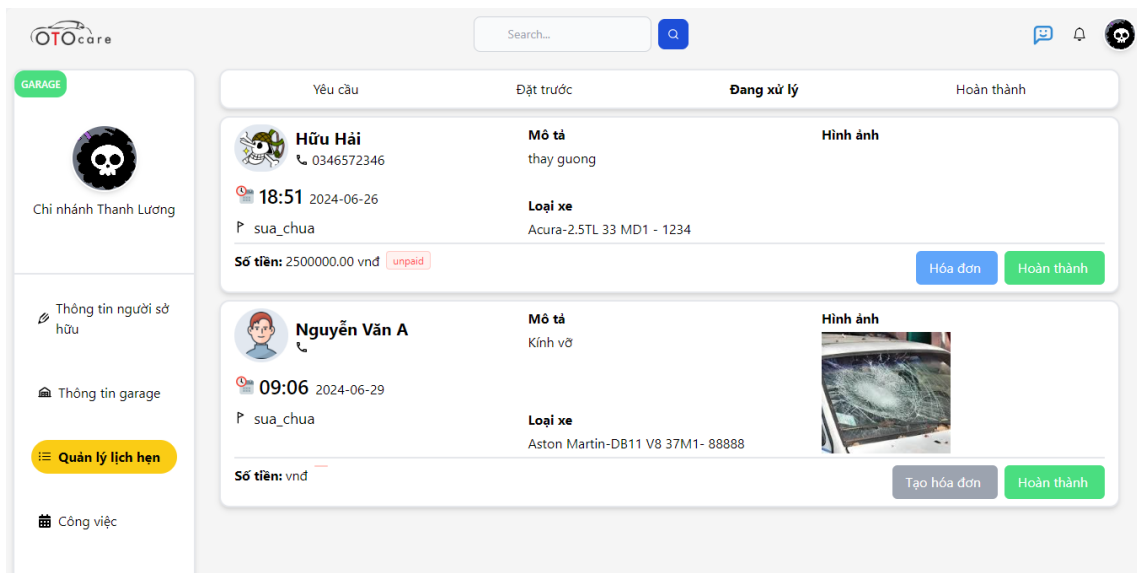 OTOcare
Search...
GARAGE
Chi nhánh Thanh Lương
Thông tin người sở
hữu
Thông tin garage
Quản lý lịch hẹn
Công việc
Yêu cầu
Đặt trước
Đang xử lý
Hoàn thành
Hữu Hải
0346572346
18:51 2024-06-26
sua_chua
Mô tả
thay guong
Loại xe
Acura-2.5TL 33 MD1 - 1234
Hình ảnh
Số tiền: 2500000.00 vnđ unpaid
Hóa đơn
Hoàn thành
Nguyễn Văn A
09:06 2024-06-29
sua_chua
Mô tả
Kính vỡ
Loại xe
Aston Martin-DB11 V8 37M1- 88888
Hình ảnh
Số tiền: vnđ
Tạo hóa đơn
Hoàn thành